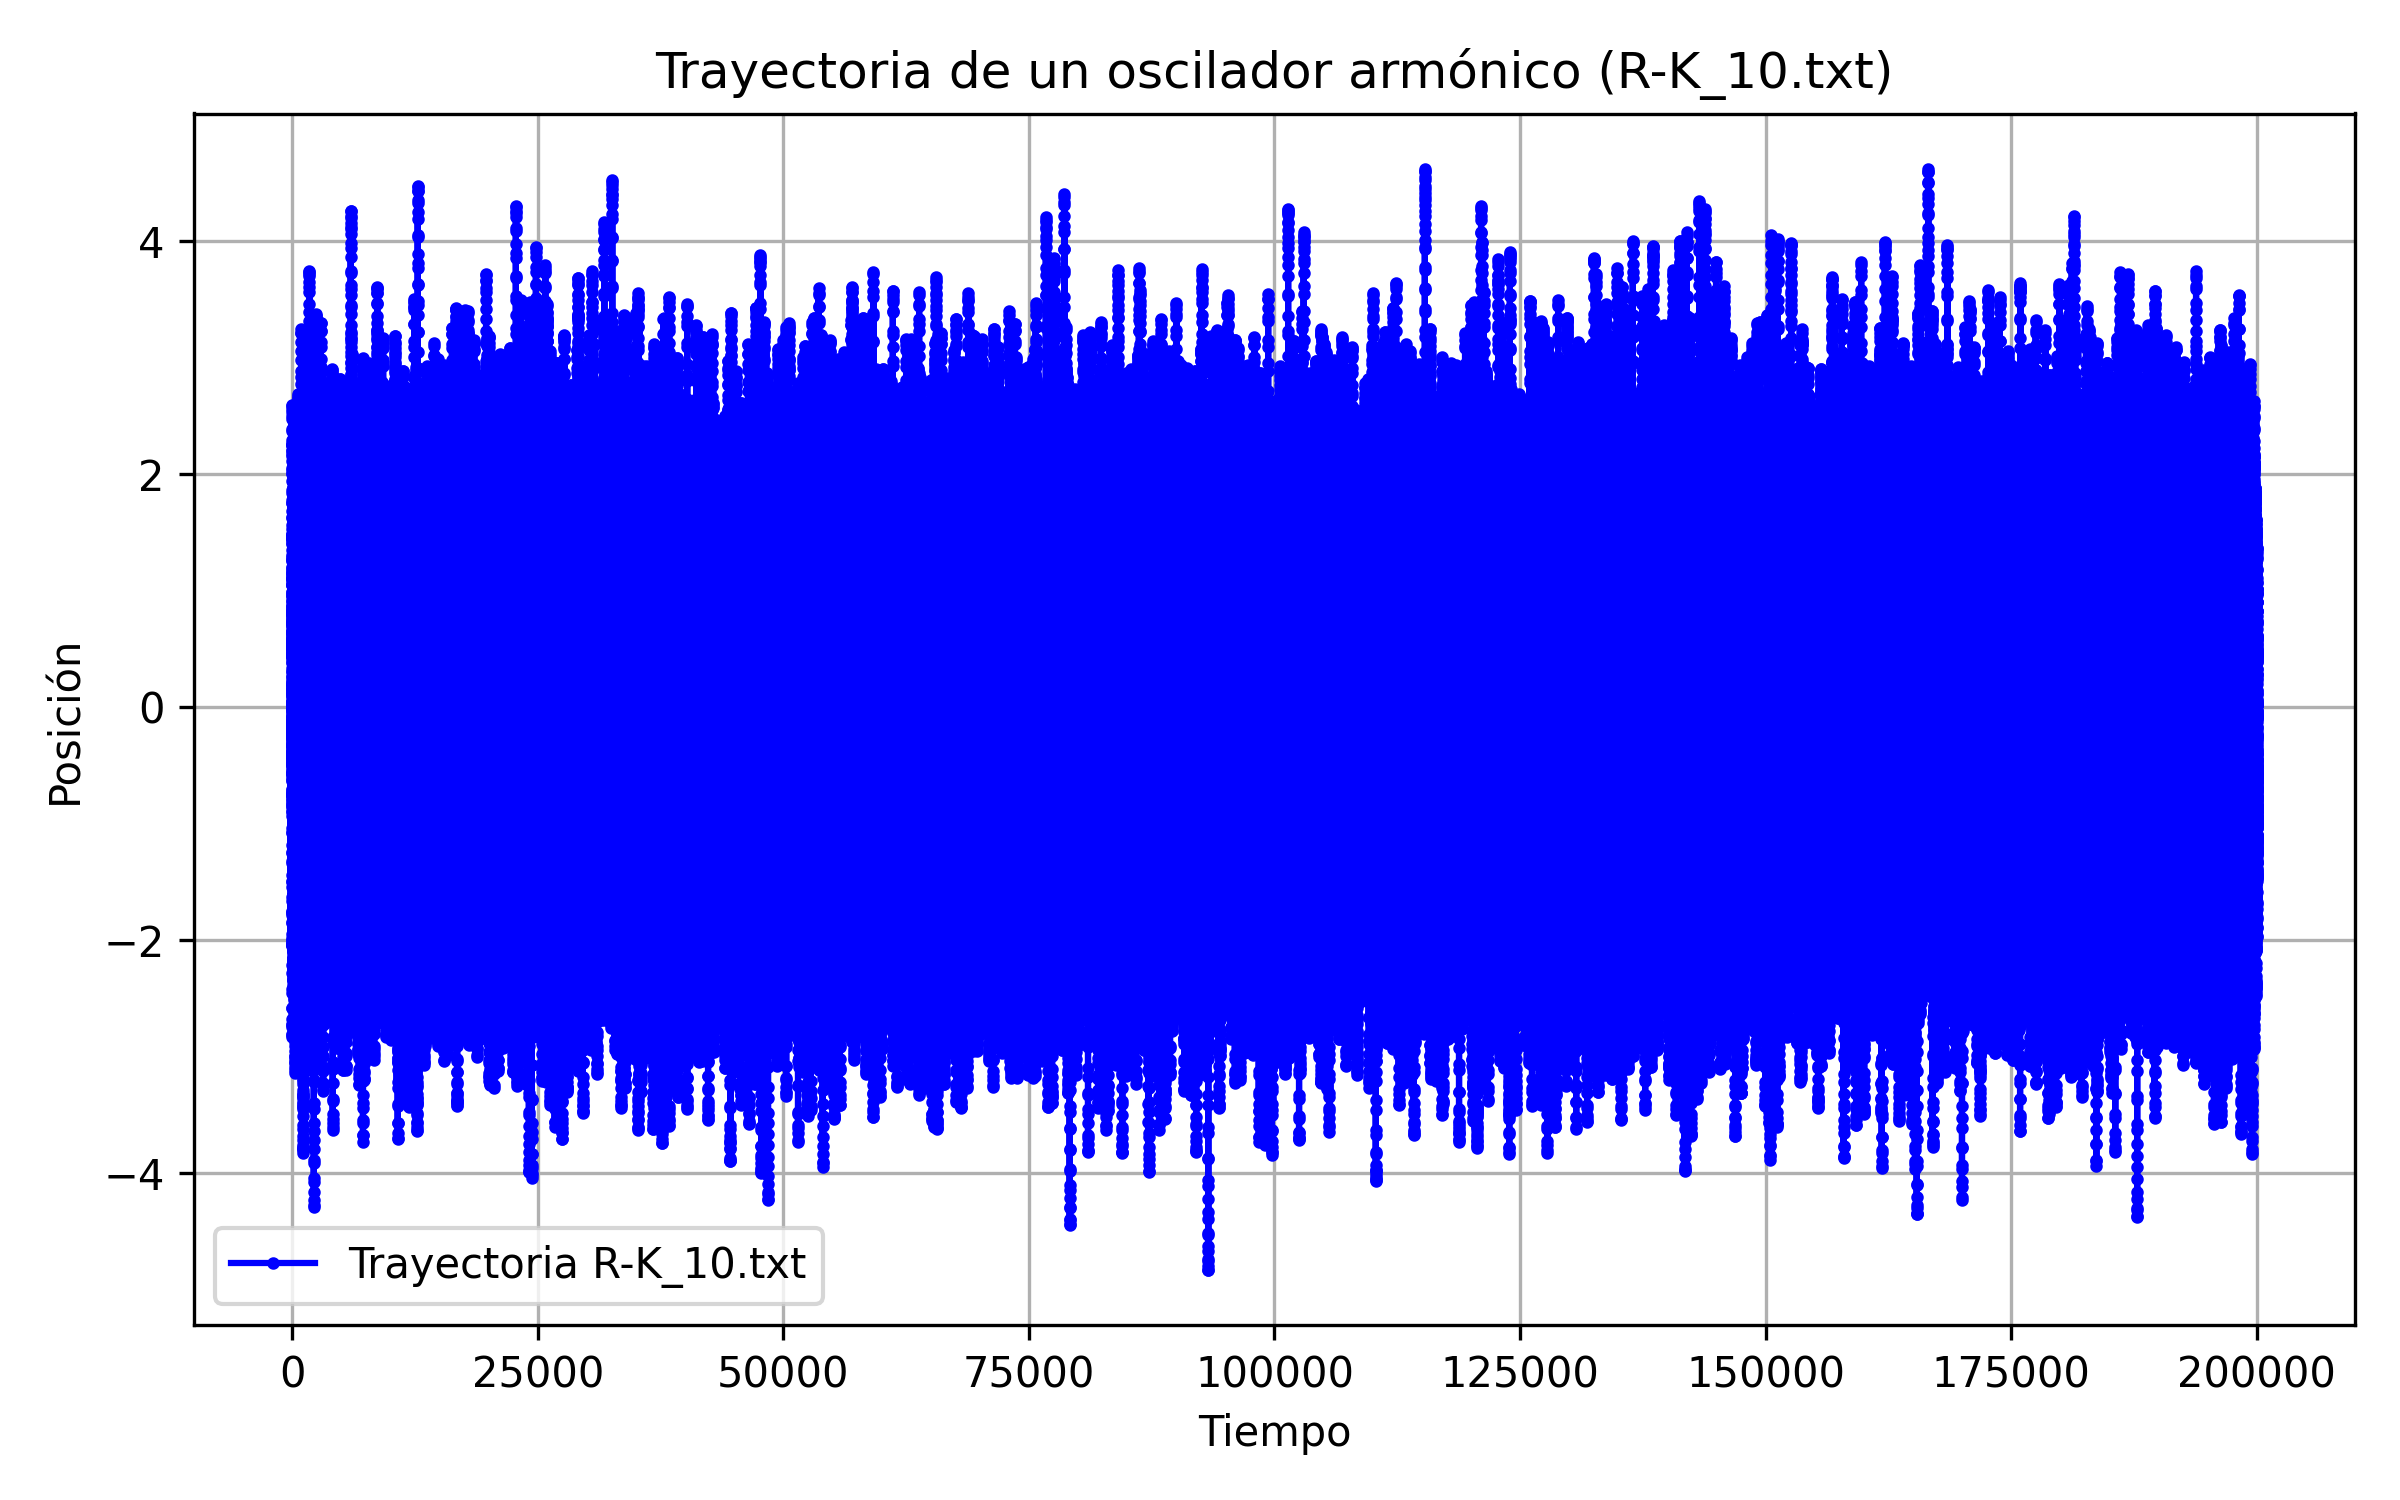 Trayectoria de un oscilador armónico (R-K_10.txt)
4
2
0
−2
−4
Posición
Trayectoria R-K_10.txt
0 25000 50000 75000 100000 125000 150000 175000 200000
Tiempo